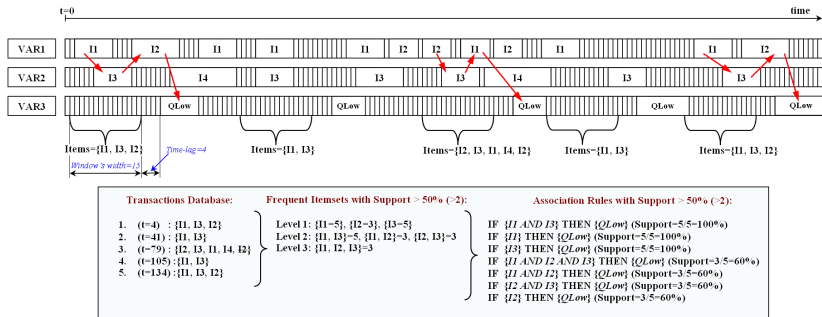 t=0 time
VAR1 I1 I2 I1 I1 I1 I2 I2 I1 I2 I1 I1 I2
VAR2 I3 I4 I3 I3 I3 I4 I3 I3
VAR3 QLow QLow QLow QLow QLow
Items={I1, I3, I2} Items={I1, I3} Items={I2, I3, I1, I4, I2} Items={I1, I3} Items={I1, I3, I2}
Time-lag=4
Window's width=15
Transactions Database:
1. (t=4) : {I1, I3, I2}
2. (t=41) : {I1, I3}
3. (t=79) : {I2, I3, I1, I4, I2}
4. (t=105) :{I1, I3}
5. (t=134) :{I1, I3, I2}
Frequent Itemsets with Support > 50% (>2):
Level 1: {I1=5}, {I2=3}, {I3=5}
Level 2: {I1, I3}=5, {I1, I2}=3, {I2, I3}=3
Level 3: {I1, I2, I3}=3
Association Rules with Support > 50% (>2):
IF {I1 AND I3} THEN {QLow} (Support=5/5=100%)
IF {I1} THEN {QLow} (Support=5/5=100%)
IF {I3} THEN {QLow} (Support=5/5=100%)
IF {I1 AND I2 AND I3} THEN {QLow} (Support=3/5=60%)
IF {I1 AND I2} THEN {QLow} (Support=3/5=60%)
IF {I2 AND I3} THEN {QLow} (Support=3/5=60%)
IF {I2} THEN {QLow} (Support=3/5=60%)